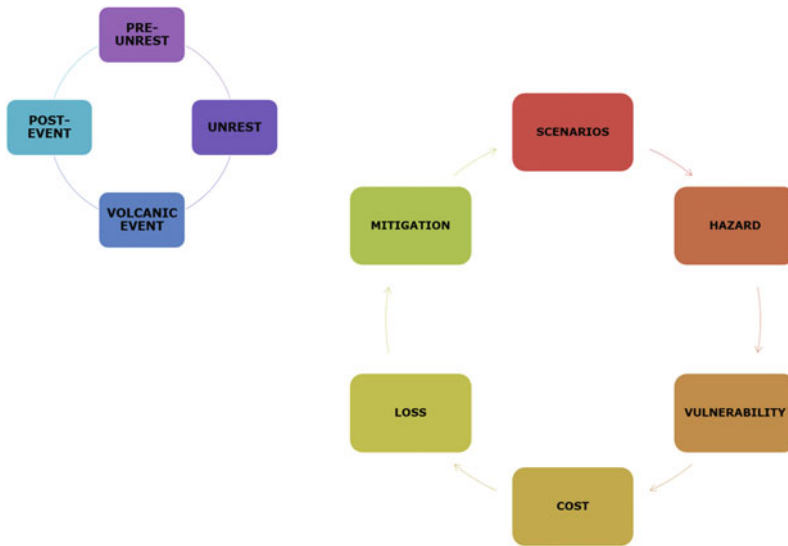 PRE-
UNREST
POST-
EVENT
UNREST
VOLCANIC
EVENT
SCENARIOS
MITIGATION
HAZARD
LOSS
VULNERABILITY
COST